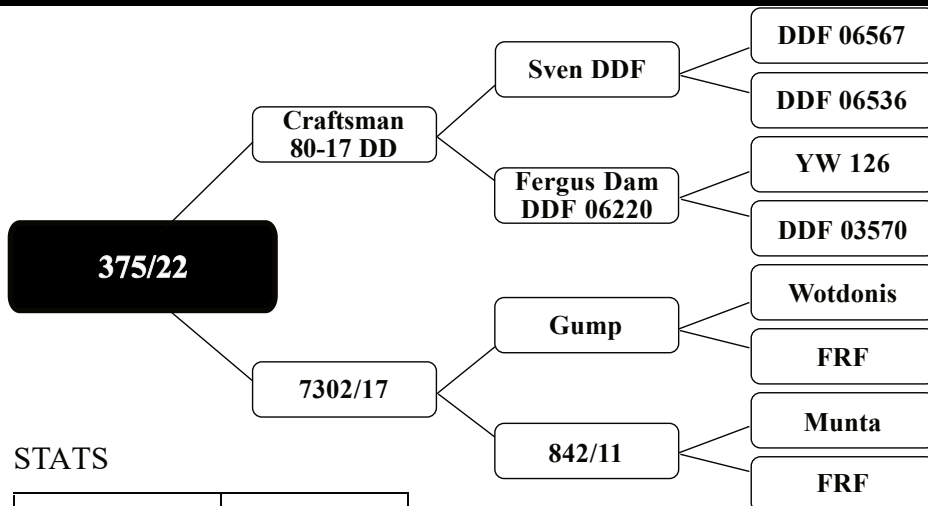 DDF 06567
Sven DDF
DDF 06536
Craftsman
80-17 DD
YW 126
Fergus Dam
DDF 06220
DDF 03570
375/22
Wotdonis
Gump
FRF
7302/17
Munta
842/11
STATS
FRF